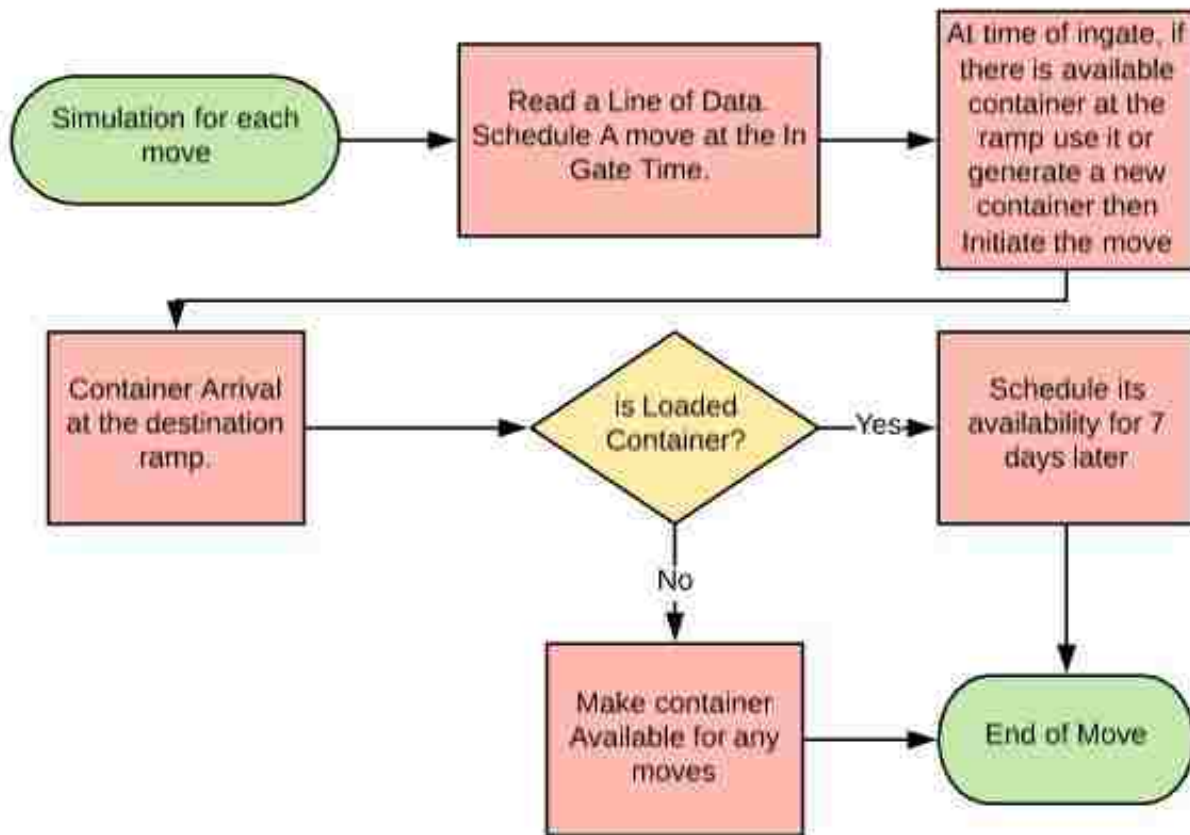 Simulation for each
move
Read a Line of Data.
Schedule A move at the In
Gate Time.
At time of ingate, if
there is available
container at the
ramp use it or
generate a new
container then
Initiate the move
Container Arrival
at the destination
ramp.
is Loaded
Container?
Yes
Schedule its
availability for 7
days later
No
Make container
Available for any
moves
End of Move